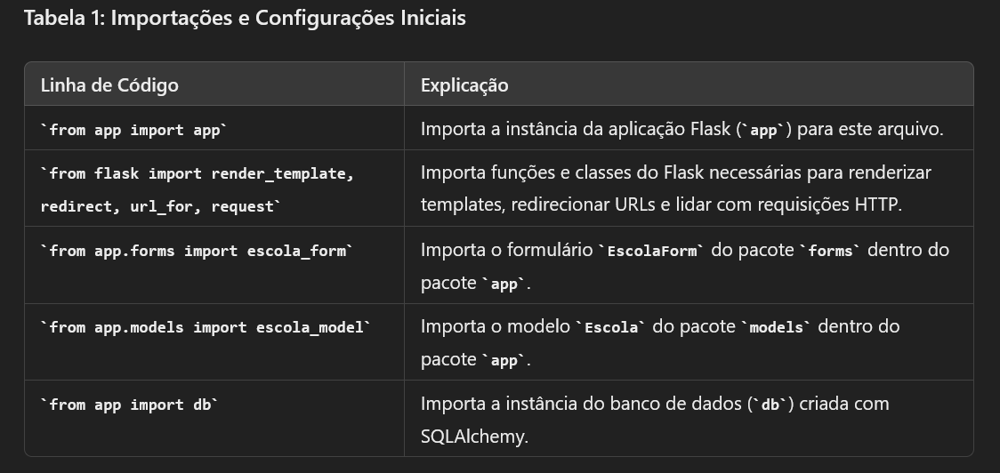 Tabela 1: Importações e Configurações Iniciais
Linha de Código
Explicação
`from app import app`
Importa a instância da aplicação Flask (`app`) para este arquivo.
`from flask import render_template,
redirect, url_for, request`
Importa funções e classes do Flask necessárias para renderizar
templates, redirecionar URLs e lidar com requisições HTTP.
`from app.forms import escola_form`
Importa o formulário `EscolaForm` do pacote `forms` dentro do
pacote `app`.
`from app.models import escola_model`
Importa o modelo `Escola` do pacote `models` dentro do
pacote `app`.
`from app import db`
Importa a instância do banco de dados (`db`) criada com
SQLAlchemy.